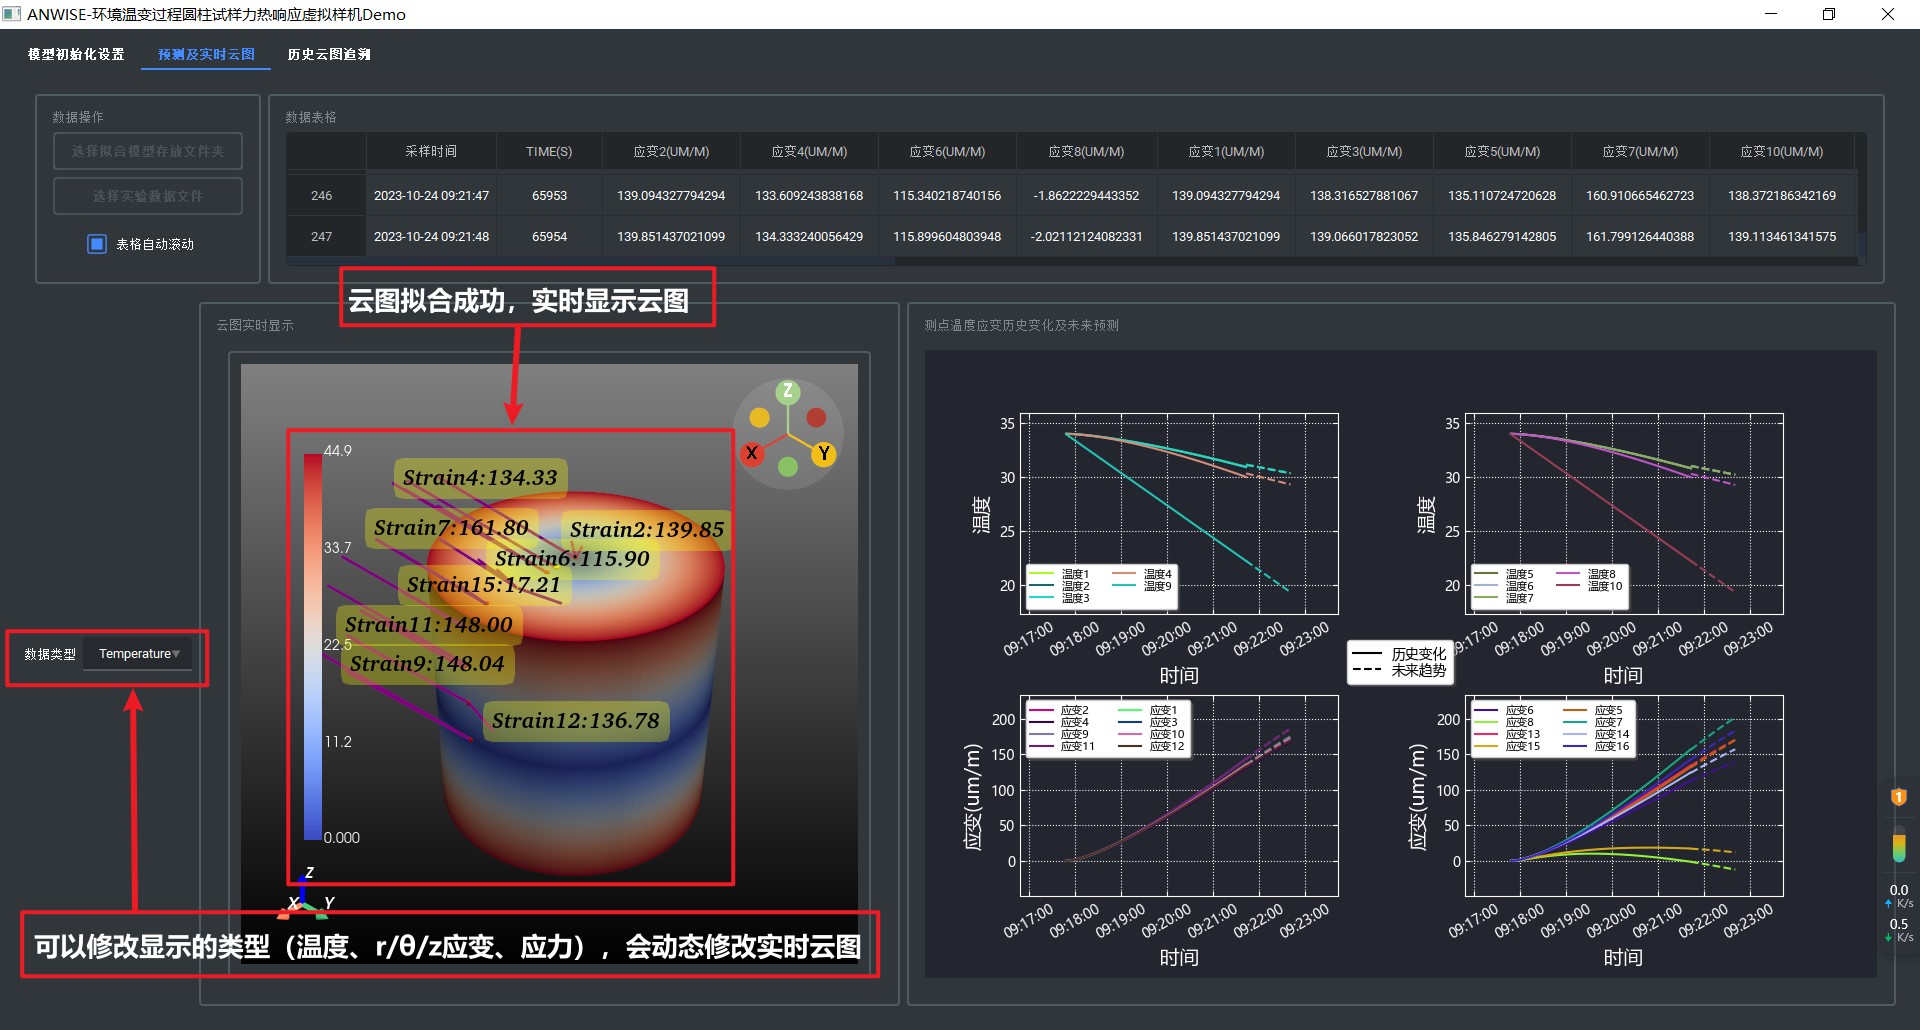 ANWISE-环境温变过程圆柱试样力热响应虚拟样机Demo
模型初始化设置 预测及实时云图 历史云图追溯
数据操作
选择拟合模型存放文件夹
选择实验数据文件
表格自动滚动
数据表格
采样时间 TIME(S) 应变2(UM/M) 应变4(UM/M) 应变6(UM/M) 应变8(UM/M) 应变1(UM/M) 应变3(UM/M) 应变5(UM/M) 应变7(UM/M) 应变10(UM/M)
246 2023-10-24 09:21:47 65953 139.094327794294 133.609243838168 115.340218740156 -1.8622229443352 139.094327794294 138.316527881067 135.110724720628 160.910665462723 138.372186342169
247 2023-10-24 09:21:48 65954 139.851437021099 134.333240056429 115.899604803948 -2.02112124082331 139.851437021099 139.066017823052 135.846279142805 161.799126440388 139.113461341575
云图拟合成功，实时显示云图
云图实时显示
44.9
33.7
22.5
11.2
0.000
Strain4:134.33
Strain7:161.80
Strain2:139.85
Strain6:115.90
Strain15:17.21
Strain11:148.00
Strain9:148.04
Strain12:136.78
Z
X
Y
Z
X
Y
数据类型 Temperature
可以修改显示的类型（温度、r/θ/z应变、应力），会动态修改实时云图
测点温度应变历史变化及未来预测
温度
35
30
25
20
温度1 温度4
温度2 温度9
温度3
09:17:00 09:18:00 09:19:00 09:20:00 09:21:00 09:22:00 09:23:00
时间
温度
35
30
25
20
温度5 温度8
温度6 温度10
温度7
09:17:00 09:18:00 09:19:00 09:20:00 09:21:00 09:22:00 09:23:00
时间
历史变化
未来趋势
应变(um/m)
200
150
100
50
0
应变2 应变1
应变4 应变3
应变9 应变10
应变11 应变12
09:17:00 09:18:00 09:19:00 09:20:00 09:21:00 09:22:00 09:23:00
时间
应变(um/m)
200
150
100
50
0
应变6 应变5
应变8 应变7
应变13 应变14
应变15 应变16
09:17:00 09:18:00 09:19:00 09:20:00 09:21:00 09:22:00 09:23:00
时间
1
0.0
K/s
0.5
K/s